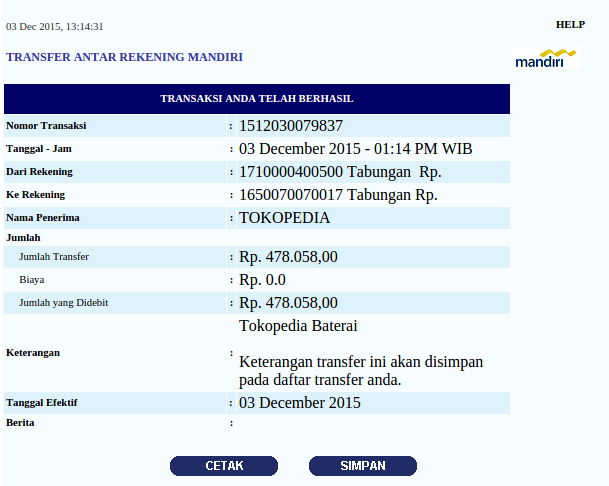 03 Dec 2015, 13:14:31 HELP
TRANSFER ANTAR REKENING MANDIRI mandiri
TRANSAKSI ANDA TELAH BERHASIL
Nomor Transaksi : 1512030079837
Tanggal - Jam : 03 December 2015 - 01:14 PM WIB
Dari Rekening : 1710000400500 Tabungan Rp.
Ke Rekening : 1650070070017 Tabungan Rp.
Nama Penerima : TOKOPEDIA
Jumlah
Jumlah Transfer : Rp. 478.058,00
Biaya : Rp. 0.0
Jumlah yang Didebit : Rp. 478.058,00
Tokopedia Baterai
Keterangan :
Keterangan transfer ini akan disimpan
pada daftar transfer anda.
Tanggal Efektif : 03 December 2015
Berita :
CETAK SIMPAN